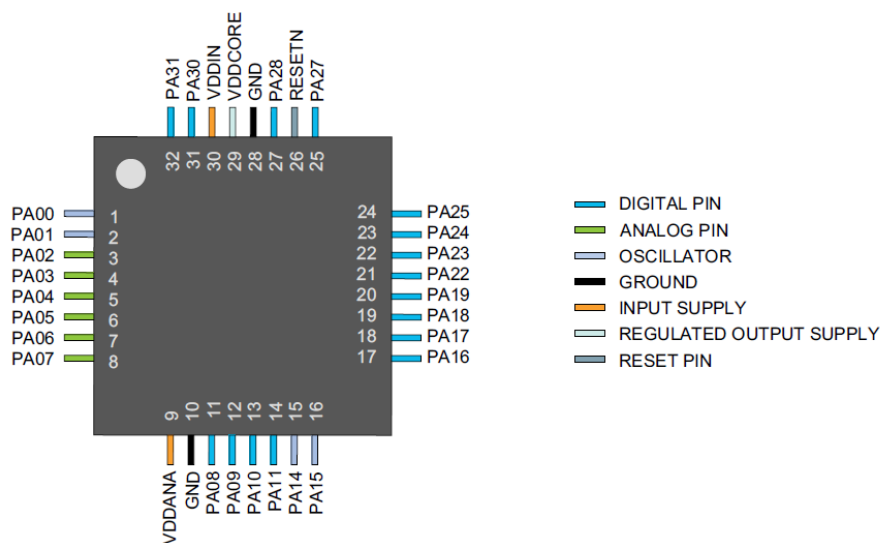 PA31
PA30
VDDIN
VDDCORE
GND
PA28
RESETN
PA27
32
31
30
29
28
27
26
25
PA00 1
PA01 2
PA02 3
PA03 4
PA04 5
PA05 6
PA06 7
PA07 8
24 PA25
23 PA24
22 PA23
21 PA22
20 PA19
19 PA18
18 PA17
17 PA16
9
10
11
12
13
14
15
16
VDDANA
GND
PA08
PA09
PA10
PA11
PA14
PA15
DIGITAL PIN
ANALOG PIN
OSCILLATOR
GROUND
INPUT SUPPLY
REGULATED OUTPUT SUPPLY
RESET PIN